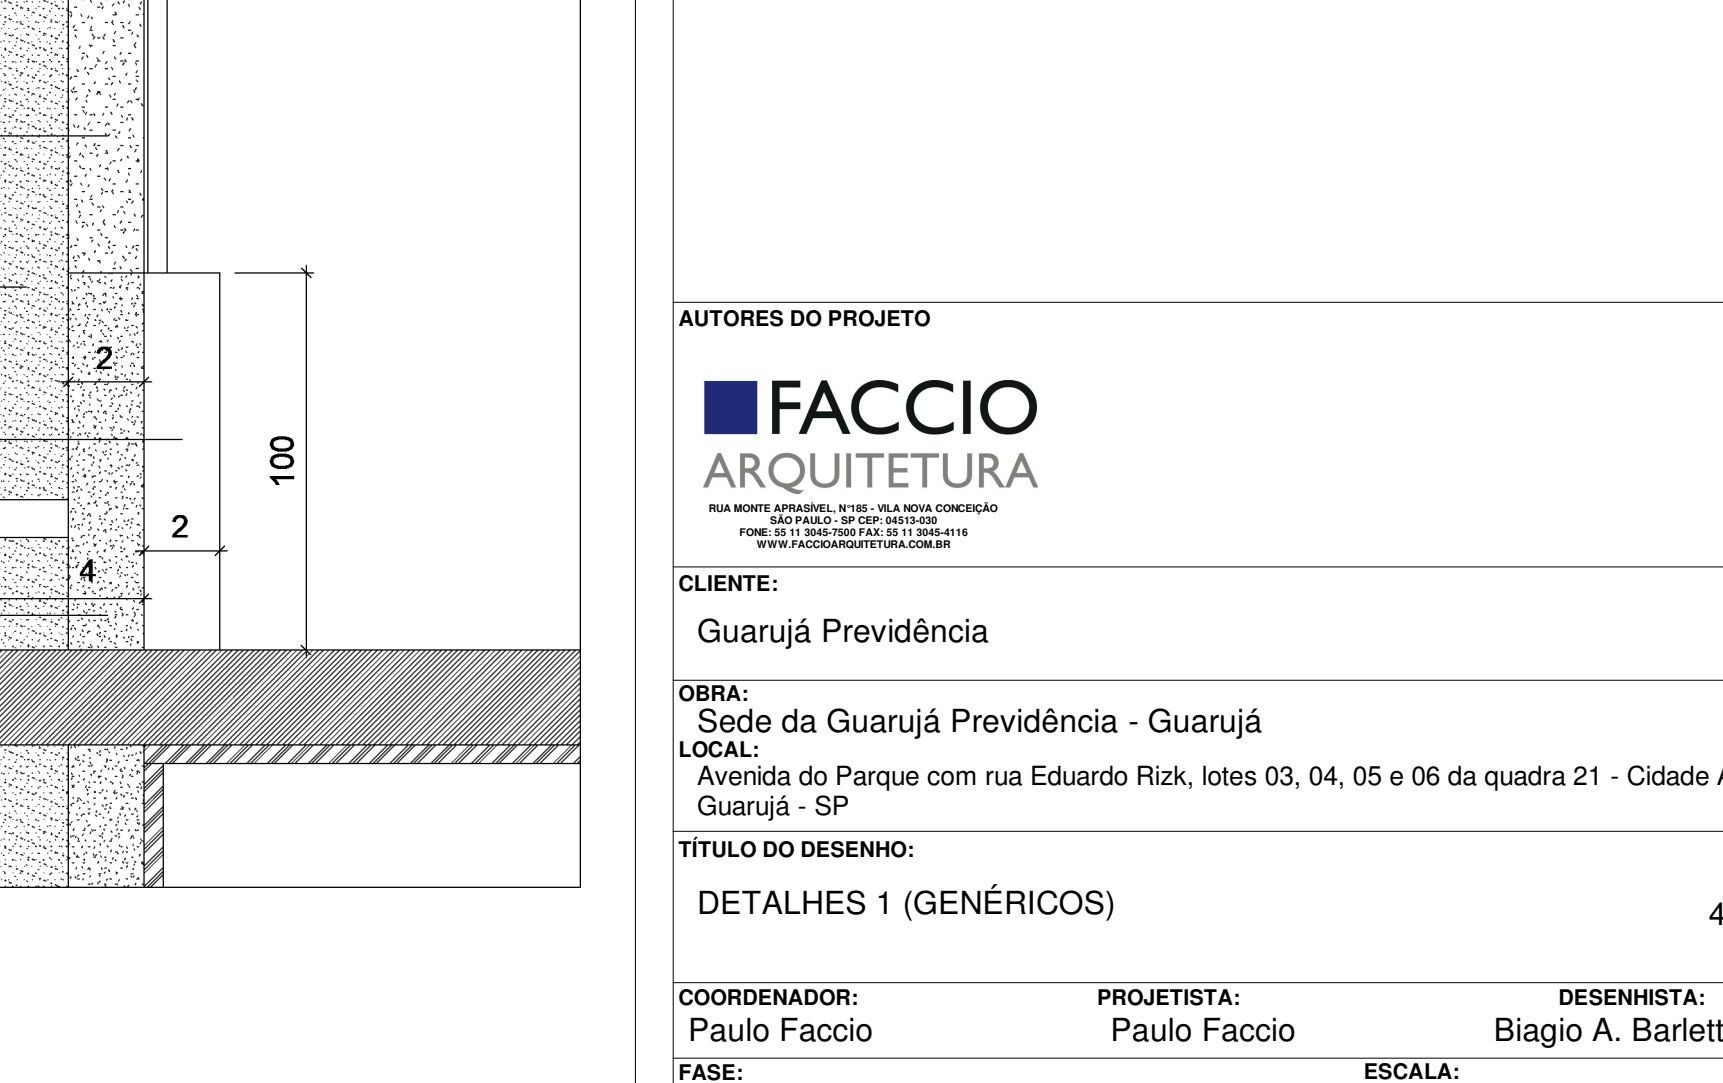 2
100
2
4
AUTORES DO PROJETO
FACCIO
ARQUITETURA
RUA MONTE APRASÍVEL, N°185 - VILA NOVA CONCEIÇÃO
SÃO PAULO - SP CEP: 04513-030
FONE: 55 11 3045-7500 FAX: 55 11 3045-4116
WWW.FACCIOARQUITETURA.COM.BR
CLIENTE:
Guarujá Previdência
OBRA:
Sede da Guarujá Previdência - Guarujá
LOCAL:
Avenida do Parque com rua Eduardo Rizk, lotes 03, 04, 05 e 06 da quadra 21 - Cidade
Guarujá - SP
TÍTULO DO DESENHO:
DETALHES 1 (GENÉRICOS)
4
COORDENADOR: PROJETISTA: DESENHISTA:
Paulo Faccio Paulo Faccio Biagio A. Barlett
FASE: ESCALA: